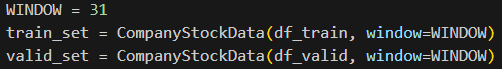 WINDOW = 31
train_set = CompanyStockData(df_train, window=WINDOW)
valid_set = CompanyStockData(df_valid, window=WINDOW)